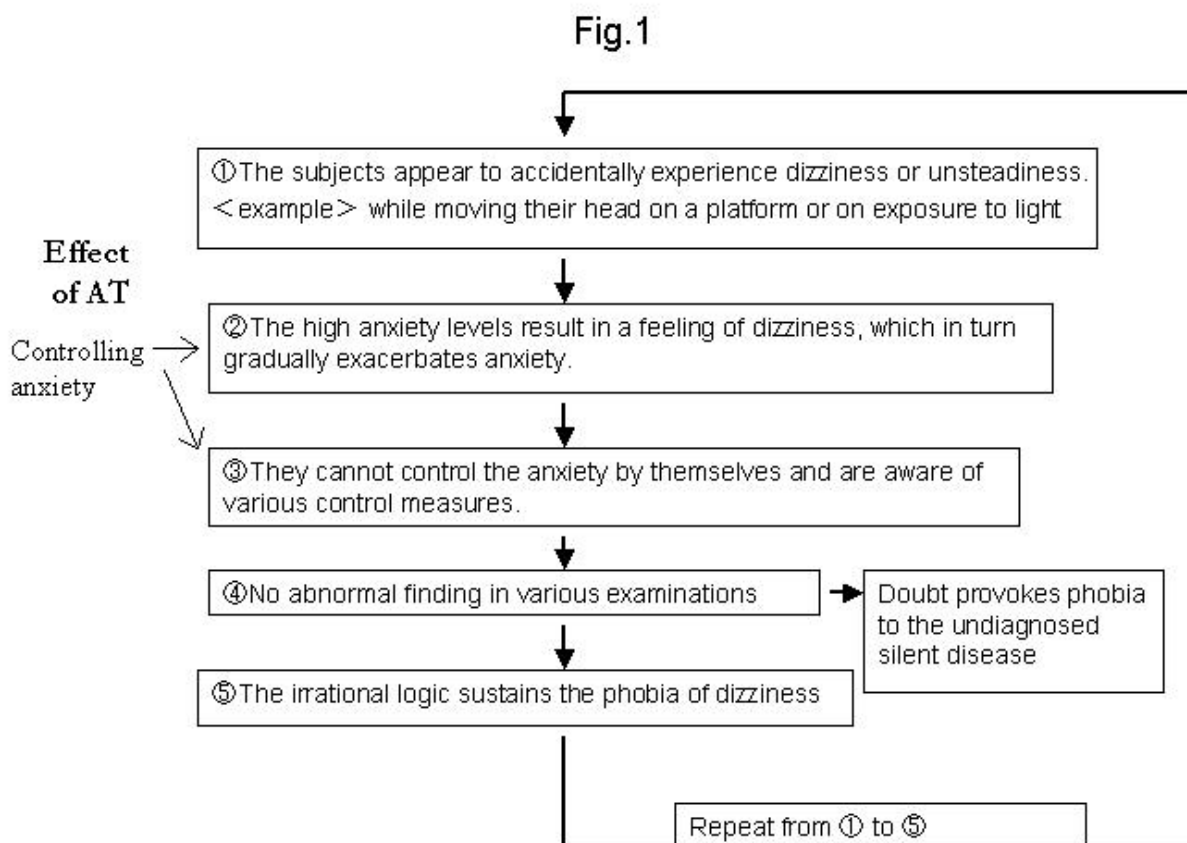 Fig.1
①The subjects appear to accidentally experience dizziness or unsteadiness.
＜example＞ while moving their head on a platform or on exposure to light
Effect
of AT
Controlling
anxiety
②The high anxiety levels result in a feeling of dizziness, which in turn
gradually exacerbates anxiety.
③They cannot control the anxiety by themselves and are aware of
various control measures.
④No abnormal finding in various examinations
Doubt provokes phobia
to the undiagnosed
silent disease
⑤The irrational logic sustains the phobia of dizziness
Repeat from ① to ⑤